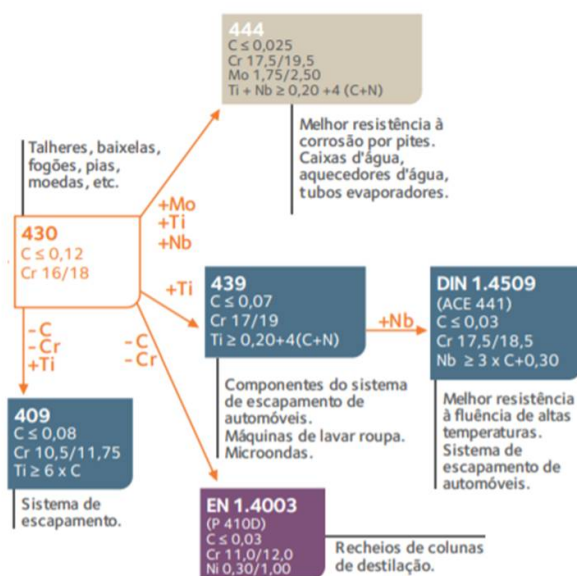 444
C ≤ 0,025
Cr 17,5/19,5
Mo 1,75/2,50
Ti + Nb ≥ 0,20 +4 (C+N)
Melhor resistência à
corrosão por pites.
Caixas d'água,
aquecedores d'água,
tubos evaporadores.
Talheres, baixelas,
fogões, pias,
moedas, etc.
+Mo
+Ti
+Nb
430
C ≤ 0,12
Cr 16/18
+Ti
439
C ≤ 0,07
Cr 17/19
Ti ≥ 0,20+4(C+N)
+Nb
DIN 1.4509
(ACE 441)
C ≤ 0,03
Cr 17,5/18,5
Nb ≥ 3 x C+0,30
- C
- Cr
+Ti
- C
- Cr
Componentes do sistema
de escapamento de
automóveis.
Máquinas de lavar roupa.
Microondas.
Melhor resistência
à fluência de altas
temperaturas.
Sistema de
escapamento de
automóveis.
409
C ≤ 0,08
Cr 10,5/11,75
Ti ≥ 6 x C
Sistema de
escapamento.
EN 1.4003
(P 410D)
C ≤ 0,03
Cr 11,0/12,0
Ni 0,30/1,00
Recheios de colunas
de destilação.